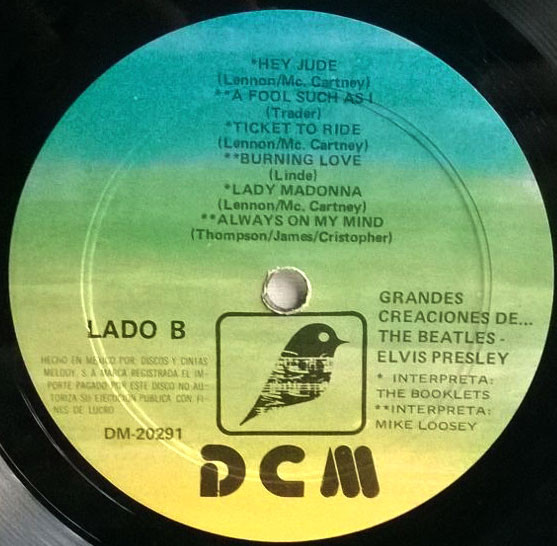 *HEY JUDE
(Lennon/Mc. Cartney)
**A FOOL SUCH AS I
(Trader)
*TICKET TO RIDE
(Lennon/Mc. Cartney)
**BURNING LOVE
(Linde)
*LADY MADONNA
(Lennon/Mc. Cartney)
**ALWAYS ON MY MIND
(Thompson/James/Cristopher)
LADO B
HECHO EN MEXICO POR: DISCOS Y CINTAS
MELODY, S. A. MARCA REGISTRADA EL IM-
PORTE PAGADO POR ESTE DISCO NO AU-
TORIZA SU EJECUCION PUBLICA CON FI-
NES DE LUCRO
DM-20291
GRANDES
CREACIONES DE...
THE BEATLES -
ELVIS PRESLEY
* INTERPRETA:
THE BOOKLETS
**INTERPRETA:
MIKE LOOSEY
DCM